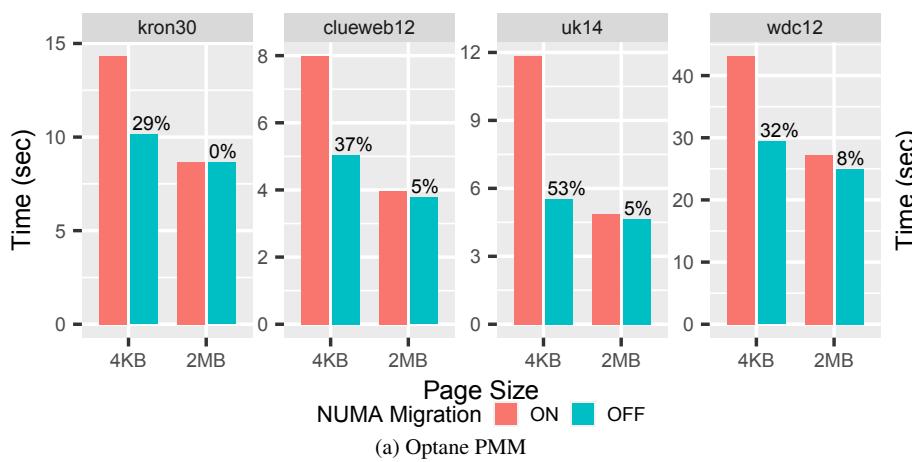 kron30
clueweb12
uk14
wdc12
Time (sec)
15
10
5
0
29%
0%
4KB
2MB
8
6
4
2
0
37%
5%
4KB
2MB
12
9
6
3
0
53%
5%
4KB
2MB
40
30
20
10
0
32%
8%
4KB
2MB
Time (sec)
Page Size
NUMA Migration ON OFF
(a) Optane PMM